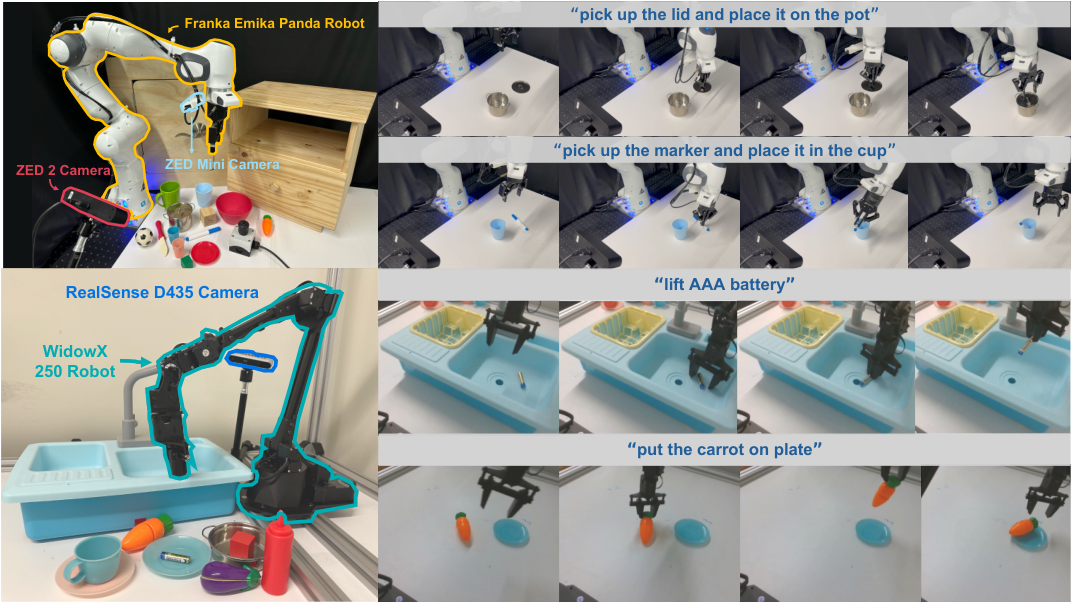 Franka Emika Panda Robot
ZED Mini Camera
ZED 2 Camera
“pick up the lid and place it on the pot”
“pick up the marker and place it in the cup”
RealSense D435 Camera
WidowX
250 Robot
“lift AAA battery”
“put the carrot on plate”